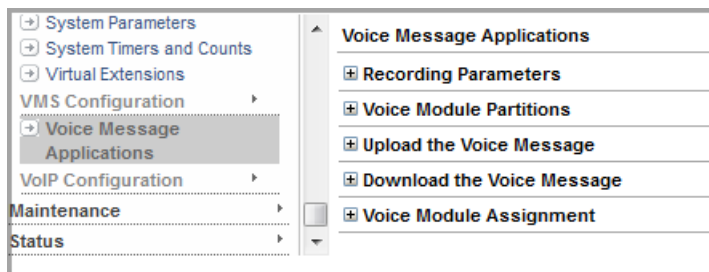 System Parameters
System Timers and Counts
Virtual Extensions
VMS Configuration
Voice Message
Applications
VoIP Configuration
Maintenance
Status
Voice Message Applications
Recording Parameters
Voice Module Partitions
Upload the Voice Message
Download the Voice Message
Voice Module Assignment